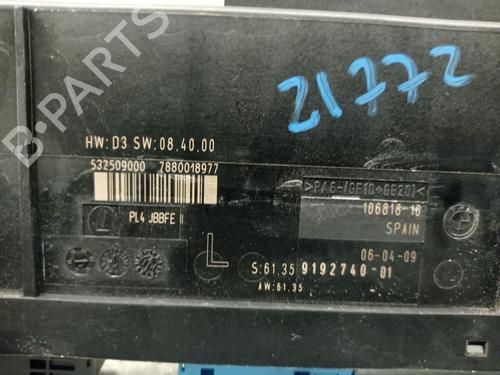 B-PARTS
21772
HW: D3 SW: 08.40.00
532509000 7880018977
>PA6-(GF10+GB20)<
PL4 JBBFE II
106818-10
SPAIN
L
L
06-04-09
S:61.35 9192740-01
AW:61.35